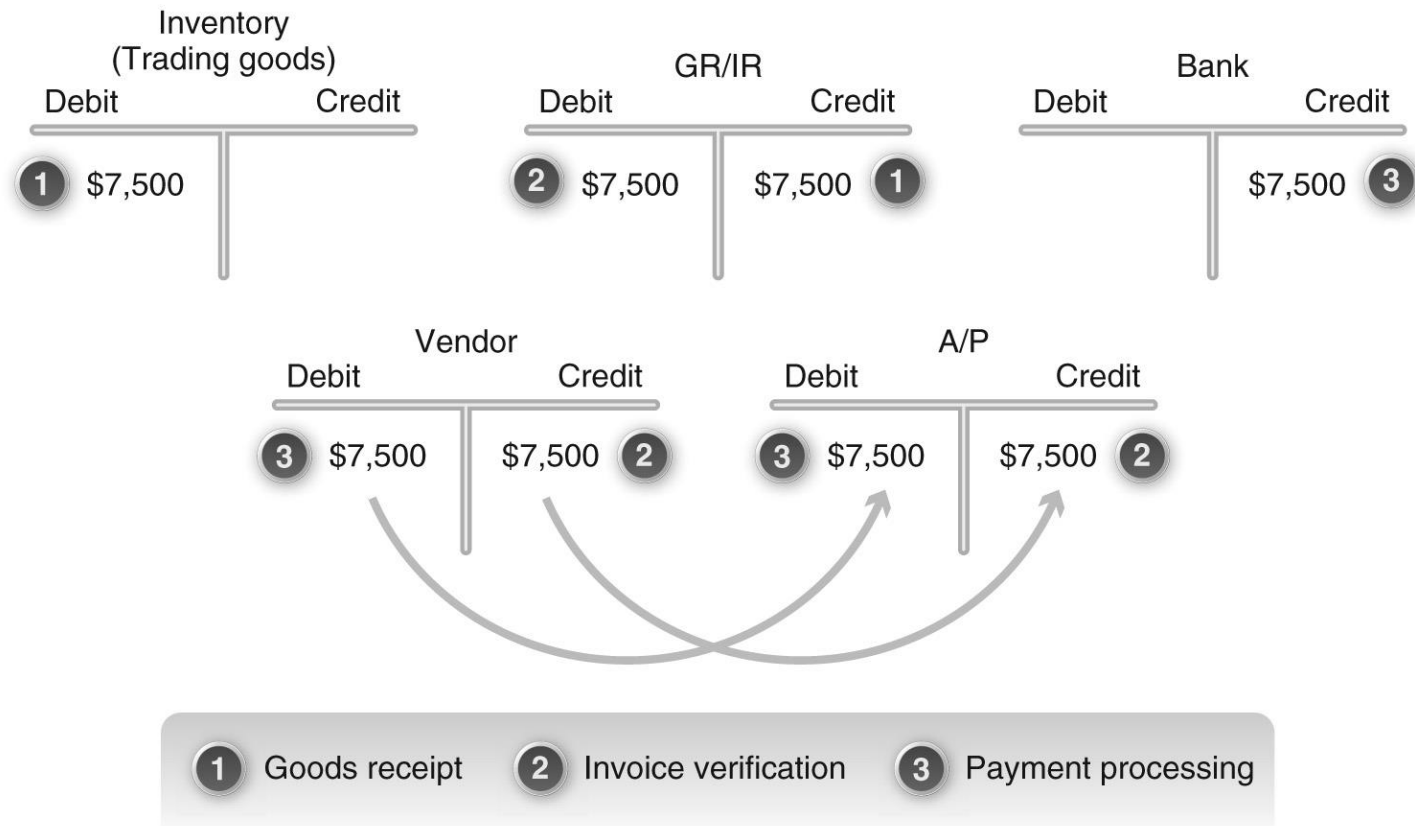 Inventory
(Trading goods)
GR/IR
Bank
Debit Credit
Debit Credit
Debit Credit
1 $7,500
2 $7,500 $7,500 1
$7,500 3
Vendor
A/P
Debit Credit
Debit Credit
3 $7,500 $7,500 2
3 $7,500 $7,500 2
1 Goods receipt 2 Invoice verification 3 Payment processing